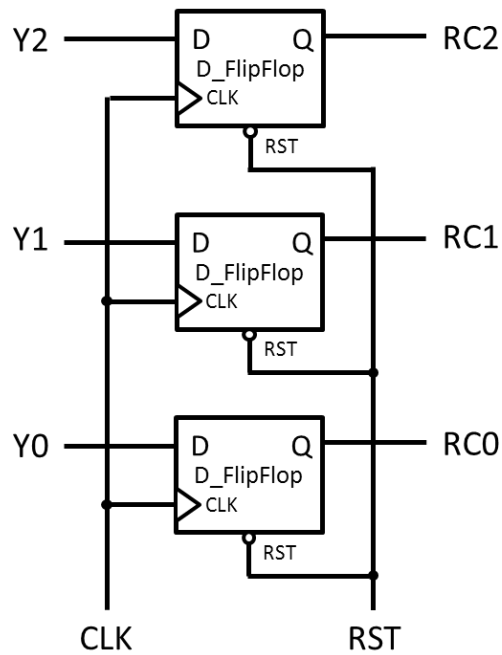 Y2 D Q RC2
D_FlipFlop
CLK
RST
Y1 D Q RC1
D_FlipFlop
CLK
RST
Y0 D Q RC0
D_FlipFlop
CLK
RST
CLK RST